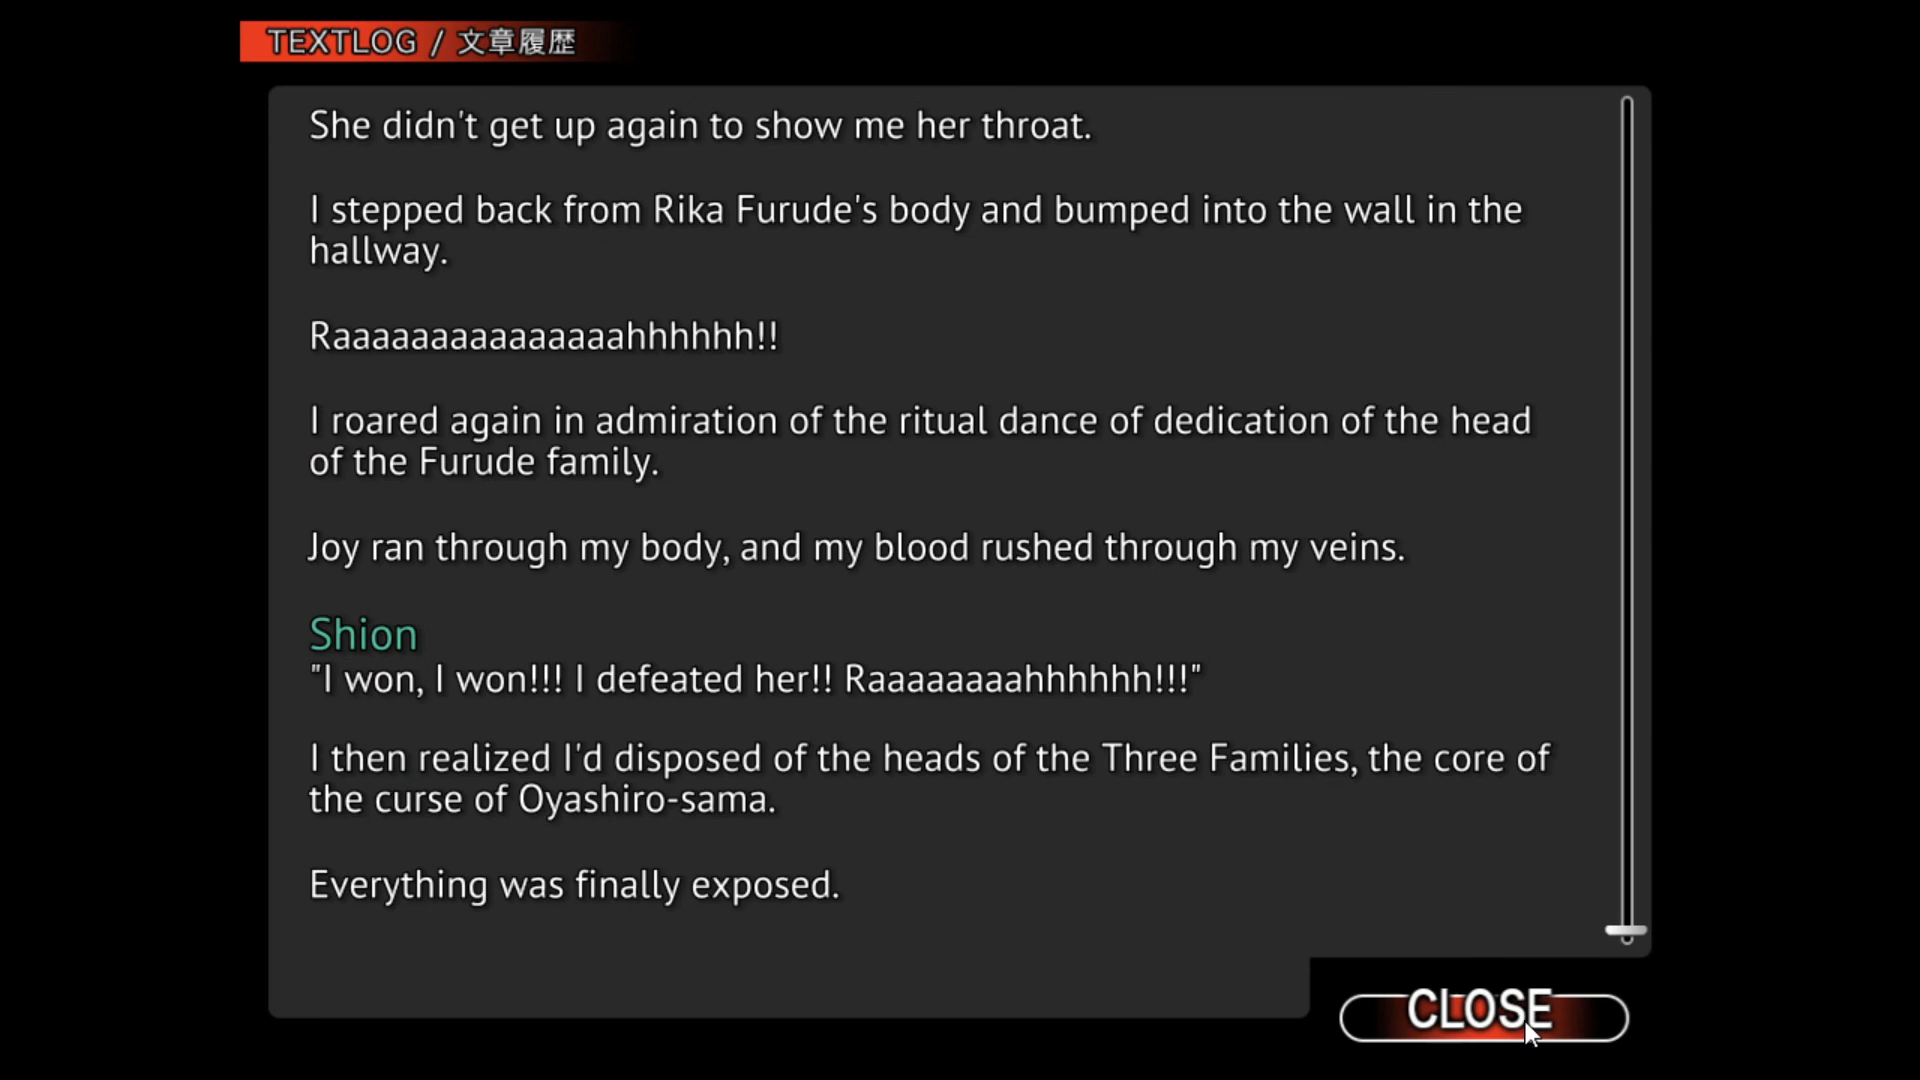 TEXTLOG / 文章履歴
She didn't get up again to show me her throat.
I stepped back from Rika Furude's body and bumped into the wall in the
hallway.
Raaaaaaaaaaaaaaahhhhhh!!
I roared again in admiration of the ritual dance of dedication of the head
of the Furude family.
Joy ran through my body, and my blood rushed through my veins.
Shion
"I won, I won!!! I defeated her!! Raaaaaaaahhhhhh!!!"
I then realized I'd disposed of the heads of the Three Families, the core of
the curse of Oyashiro-sama.
Everything was finally exposed.
CLOSE